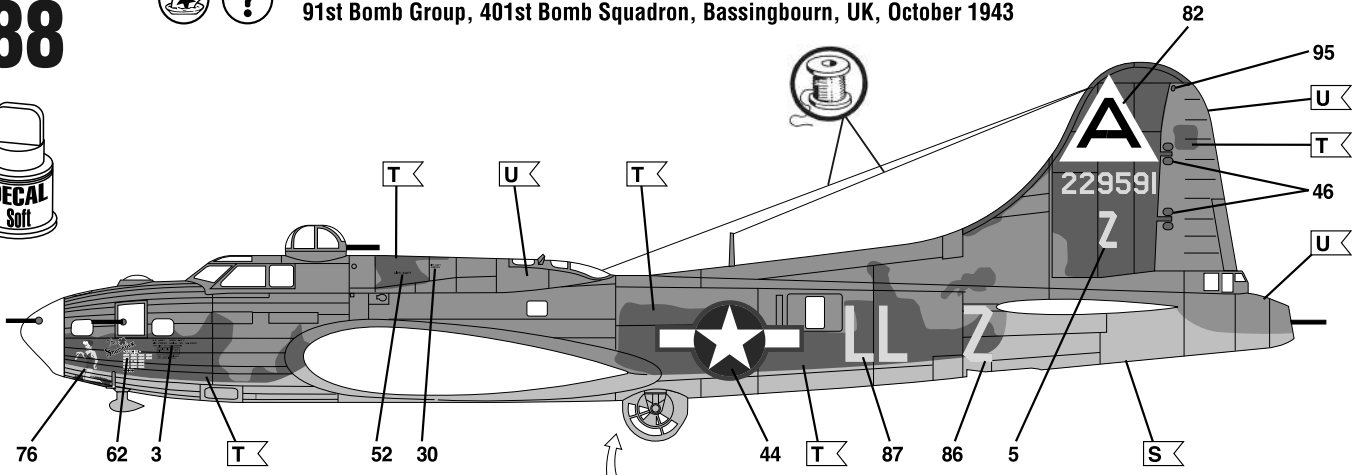 88
?
91st Bomb Group, 401st Bomb Squadron, Bassingbourn, UK, October 1943
82
95
U
T
46
U
DECAL
Soft
T
U
T
A
229591
Z
LL
Z
76
62
3
T
52
30
44
T
87
86
5
S